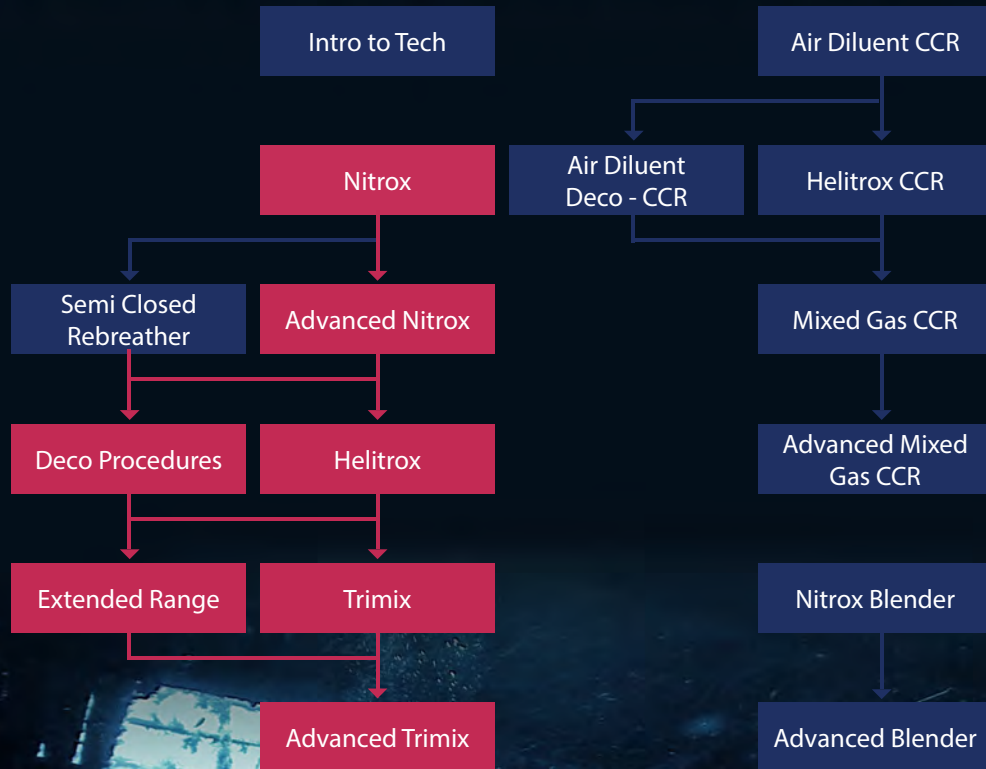 Intro to Tech
Air Diluent CCR
Nitrox
Air Diluent
Deco - CCR
Helitrox CCR
Semi Closed
Rebreather
Advanced Nitrox
Mixed Gas CCR
Deco Procedures
Helitrox
Advanced Mixed
Gas CCR
Extended Range
Trimix
Nitrox Blender
Advanced Trimix
Advanced Blender